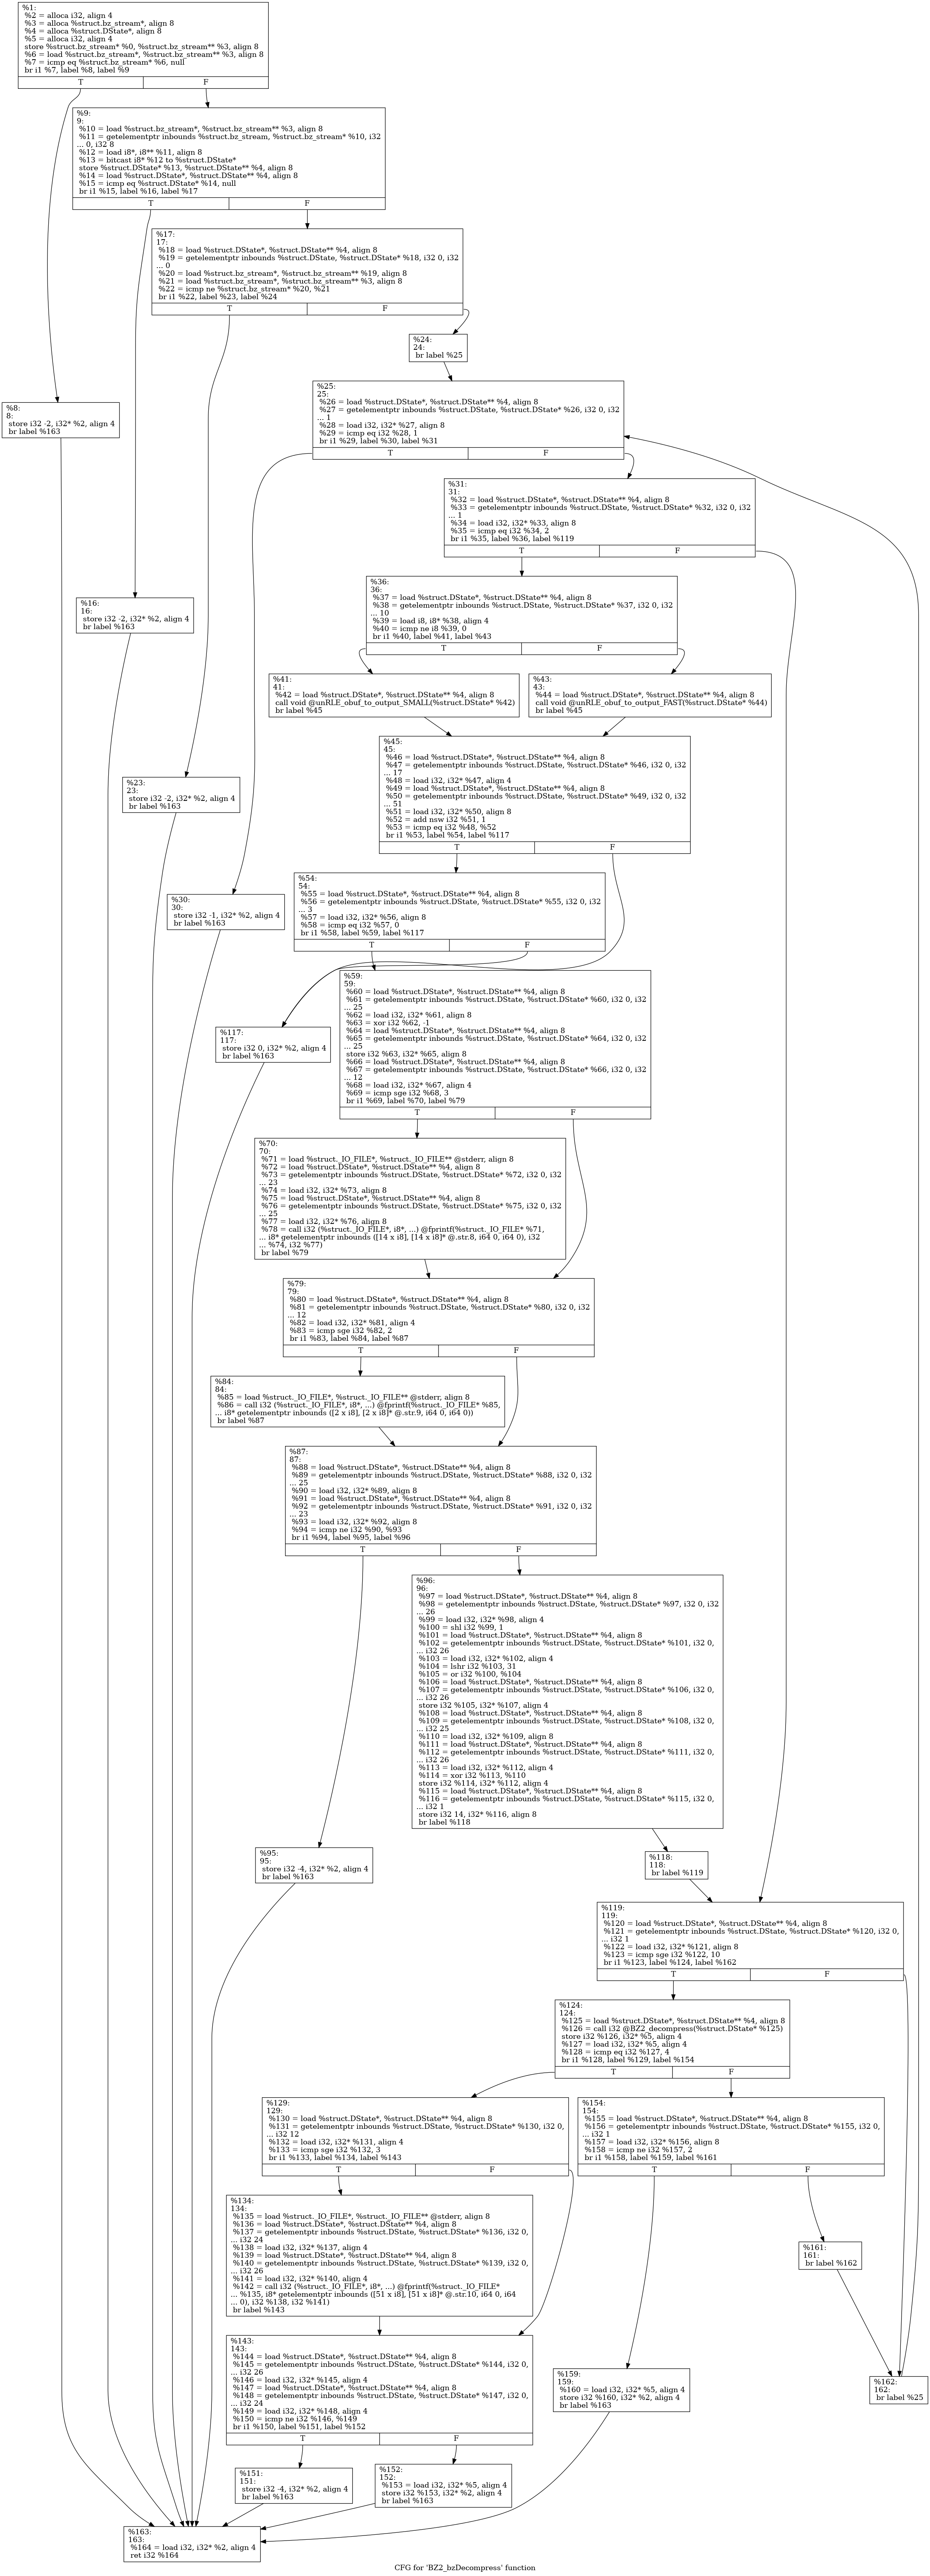 %1:
%2 = alloca i32, align 4
%3 = alloca %struct.bz_stream*, align 8
%4 = alloca %struct.DState*, align 8
%5 = alloca i32, align 4
store %struct.bz_stream* %0, %struct.bz_stream** %3, align 8
%6 = load %struct.bz_stream*, %struct.bz_stream** %3, align 8
%7 = icmp eq %struct.bz_stream* %6, null
br i1 %7, label %8, label %9
T
F
%9:
9:
%10 = load %struct.bz_stream*, %struct.bz_stream** %3, align 8
%11 = getelementptr inbounds %struct.bz_stream, %struct.bz_stream* %10, i32
... 0, i32 8
%12 = load i8*, i8** %11, align 8
%13 = bitcast i8* %12 to %struct.DState*
store %struct.DState* %13, %struct.DState** %4, align 8
%14 = load %struct.DState*, %struct.DState** %4, align 8
%15 = icmp eq %struct.DState* %14, null
br i1 %15, label %16, label %17
T
F
%17:
17:
%18 = load %struct.DState*, %struct.DState** %4, align 8
%19 = getelementptr inbounds %struct.DState, %struct.DState* %18, i32 0, i32
... 0
%20 = load %struct.bz_stream*, %struct.bz_stream** %19, align 8
%21 = load %struct.bz_stream*, %struct.bz_stream** %3, align 8
%22 = icmp ne %struct.bz_stream* %20, %21
br i1 %22, label %23, label %24
T
F
%24:
24:
br label %25
%25:
25:
%26 = load %struct.DState*, %struct.DState** %4, align 8
%27 = getelementptr inbounds %struct.DState, %struct.DState* %26, i32 0, i32
... 1
%28 = load i32, i32* %27, align 8
%29 = icmp eq i32 %28, 1
br i1 %29, label %30, label %31
T
F
%8:
8:
store i32 -2, i32* %2, align 4
br label %163
%31:
31:
%32 = load %struct.DState*, %struct.DState** %4, align 8
%33 = getelementptr inbounds %struct.DState, %struct.DState* %32, i32 0, i32
... 1
%34 = load i32, i32* %33, align 8
%35 = icmp eq i32 %34, 2
br i1 %35, label %36, label %119
T
F
%36:
36:
%37 = load %struct.DState*, %struct.DState** %4, align 8
%38 = getelementptr inbounds %struct.DState, %struct.DState* %37, i32 0, i32
... 10
%39 = load i8, i8* %38, align 4
%40 = icmp ne i8 %39, 0
br i1 %40, label %41, label %43
T
F
%16:
16:
store i32 -2, i32* %2, align 4
br label %163
%41:
41:
%42 = load %struct.DState*, %struct.DState** %4, align 8
call void @unRLE_obuf_to_output_SMALL(%struct.DState* %42)
br label %45
%43:
43:
%44 = load %struct.DState*, %struct.DState** %4, align 8
call void @unRLE_obuf_to_output_FAST(%struct.DState* %44)
br label %45
%45:
45:
%46 = load %struct.DState*, %struct.DState** %4, align 8
%47 = getelementptr inbounds %struct.DState, %struct.DState* %46, i32 0, i32
... 17
%48 = load i32, i32* %47, align 4
%49 = load %struct.DState*, %struct.DState** %4, align 8
%50 = getelementptr inbounds %struct.DState, %struct.DState* %49, i32 0, i32
... 51
%51 = load i32, i32* %50, align 8
%52 = add nsw i32 %51, 1
%53 = icmp eq i32 %48, %52
br i1 %53, label %54, label %117
T
F
%23:
23:
store i32 -2, i32* %2, align 4
br label %163
%54:
54:
%55 = load %struct.DState*, %struct.DState** %4, align 8
%56 = getelementptr inbounds %struct.DState, %struct.DState* %55, i32 0, i32
... 3
%57 = load i32, i32* %56, align 8
%58 = icmp eq i32 %57, 0
br i1 %58, label %59, label %117
T
F
%30:
30:
store i32 -1, i32* %2, align 4
br label %163
%59:
59:
%60 = load %struct.DState*, %struct.DState** %4, align 8
%61 = getelementptr inbounds %struct.DState, %struct.DState* %60, i32 0, i32
... 25
%62 = load i32, i32* %61, align 8
%63 = xor i32 %62, -1
%64 = load %struct.DState*, %struct.DState** %4, align 8
%65 = getelementptr inbounds %struct.DState, %struct.DState* %64, i32 0, i32
... 25
store i32 %63, i32* %65, align 8
%66 = load %struct.DState*, %struct.DState** %4, align 8
%67 = getelementptr inbounds %struct.DState, %struct.DState* %66, i32 0, i32
... 12
%68 = load i32, i32* %67, align 4
%69 = icmp sge i32 %68, 3
br i1 %69, label %70, label %79
T
F
%117:
117:
store i32 0, i32* %2, align 4
br label %163
%70:
70:
%71 = load %struct._IO_FILE*, %struct._IO_FILE** @stderr, align 8
%72 = load %struct.DState*, %struct.DState** %4, align 8
%73 = getelementptr inbounds %struct.DState, %struct.DState* %72, i32 0, i32
... 23
%74 = load i32, i32* %73, align 8
%75 = load %struct.DState*, %struct.DState** %4, align 8
%76 = getelementptr inbounds %struct.DState, %struct.DState* %75, i32 0, i32
... 25
%77 = load i32, i32* %76, align 8
%78 = call i32 (%struct._IO_FILE*, i8*, ...) @fprintf(%struct._IO_FILE* %71,
... i8* getelementptr inbounds ([14 x i8], [14 x i8]* @.str.8, i64 0, i64 0), i32
... %74, i32 %77)
br label %79
%79:
79:
%80 = load %struct.DState*, %struct.DState** %4, align 8
%81 = getelementptr inbounds %struct.DState, %struct.DState* %80, i32 0, i32
... 12
%82 = load i32, i32* %81, align 4
%83 = icmp sge i32 %82, 2
br i1 %83, label %84, label %87
T
F
%84:
84:
%85 = load %struct._IO_FILE*, %struct._IO_FILE** @stderr, align 8
%86 = call i32 (%struct._IO_FILE*, i8*, ...) @fprintf(%struct._IO_FILE* %85,
... i8* getelementptr inbounds ([2 x i8], [2 x i8]* @.str.9, i64 0, i64 0))
br label %87
%87:
87:
%88 = load %struct.DState*, %struct.DState** %4, align 8
%89 = getelementptr inbounds %struct.DState, %struct.DState* %88, i32 0, i32
... 25
%90 = load i32, i32* %89, align 8
%91 = load %struct.DState*, %struct.DState** %4, align 8
%92 = getelementptr inbounds %struct.DState, %struct.DState* %91, i32 0, i32
... 23
%93 = load i32, i32* %92, align 8
%94 = icmp ne i32 %90, %93
br i1 %94, label %95, label %96
T
F
%96:
96:
%97 = load %struct.DState*, %struct.DState** %4, align 8
%98 = getelementptr inbounds %struct.DState, %struct.DState* %97, i32 0, i32
... 26
%99 = load i32, i32* %98, align 4
%100 = shl i32 %99, 1
%101 = load %struct.DState*, %struct.DState** %4, align 8
%102 = getelementptr inbounds %struct.DState, %struct.DState* %101, i32 0,
... i32 26
%103 = load i32, i32* %102, align 4
%104 = lshr i32 %103, 31
%105 = or i32 %100, %104
%106 = load %struct.DState*, %struct.DState** %4, align 8
%107 = getelementptr inbounds %struct.DState, %struct.DState* %106, i32 0,
... i32 26
store i32 %105, i32* %107, align 4
%108 = load %struct.DState*, %struct.DState** %4, align 8
%109 = getelementptr inbounds %struct.DState, %struct.DState* %108, i32 0,
... i32 25
%110 = load i32, i32* %109, align 8
%111 = load %struct.DState*, %struct.DState** %4, align 8
%112 = getelementptr inbounds %struct.DState, %struct.DState* %111, i32 0,
... i32 26
%113 = load i32, i32* %112, align 4
%114 = xor i32 %113, %110
store i32 %114, i32* %112, align 4
%115 = load %struct.DState*, %struct.DState** %4, align 8
%116 = getelementptr inbounds %struct.DState, %struct.DState* %115, i32 0,
... i32 1
store i32 14, i32* %116, align 8
br label %118
%95:
95:
store i32 -4, i32* %2, align 4
br label %163
%118:
118:
br label %119
%119:
119:
%120 = load %struct.DState*, %struct.DState** %4, align 8
%121 = getelementptr inbounds %struct.DState, %struct.DState* %120, i32 0,
... i32 1
%122 = load i32, i32* %121, align 8
%123 = icmp sge i32 %122, 10
br i1 %123, label %124, label %162
T
F
%124:
124:
%125 = load %struct.DState*, %struct.DState** %4, align 8
%126 = call i32 @BZ2_decompress(%struct.DState* %125)
store i32 %126, i32* %5, align 4
%127 = load i32, i32* %5, align 4
%128 = icmp eq i32 %127, 4
br i1 %128, label %129, label %154
T
F
%129:
129:
%130 = load %struct.DState*, %struct.DState** %4, align 8
%131 = getelementptr inbounds %struct.DState, %struct.DState* %130, i32 0,
... i32 12
%132 = load i32, i32* %131, align 4
%133 = icmp sge i32 %132, 3
br i1 %133, label %134, label %143
T
F
%154:
154:
%155 = load %struct.DState*, %struct.DState** %4, align 8
%156 = getelementptr inbounds %struct.DState, %struct.DState* %155, i32 0,
... i32 1
%157 = load i32, i32* %156, align 8
%158 = icmp ne i32 %157, 2
br i1 %158, label %159, label %161
T
F
%134:
134:
%135 = load %struct._IO_FILE*, %struct._IO_FILE** @stderr, align 8
%136 = load %struct.DState*, %struct.DState** %4, align 8
%137 = getelementptr inbounds %struct.DState, %struct.DState* %136, i32 0,
... i32 24
%138 = load i32, i32* %137, align 4
%139 = load %struct.DState*, %struct.DState** %4, align 8
%140 = getelementptr inbounds %struct.DState, %struct.DState* %139, i32 0,
... i32 26
%141 = load i32, i32* %140, align 4
%142 = call i32 (%struct._IO_FILE*, i8*, ...) @fprintf(%struct._IO_FILE*
... %135, i8* getelementptr inbounds ([51 x i8], [51 x i8]* @.str.10, i64 0, i64
... 0), i32 %138, i32 %141)
br label %143
%161:
161:
br label %162
%143:
143:
%144 = load %struct.DState*, %struct.DState** %4, align 8
%145 = getelementptr inbounds %struct.DState, %struct.DState* %144, i32 0,
... i32 26
%146 = load i32, i32* %145, align 4
%147 = load %struct.DState*, %struct.DState** %4, align 8
%148 = getelementptr inbounds %struct.DState, %struct.DState* %147, i32 0,
... i32 24
%149 = load i32, i32* %148, align 4
%150 = icmp ne i32 %146, %149
br i1 %150, label %151, label %152
T
F
%159:
159:
%160 = load i32, i32* %5, align 4
store i32 %160, i32* %2, align 4
br label %163
%162:
162:
br label %25
%151:
151:
store i32 -4, i32* %2, align 4
br label %163
%152:
152:
%153 = load i32, i32* %5, align 4
store i32 %153, i32* %2, align 4
br label %163
%163:
163:
%164 = load i32, i32* %2, align 4
ret i32 %164
CFG for 'BZ2_bzDecompress' function